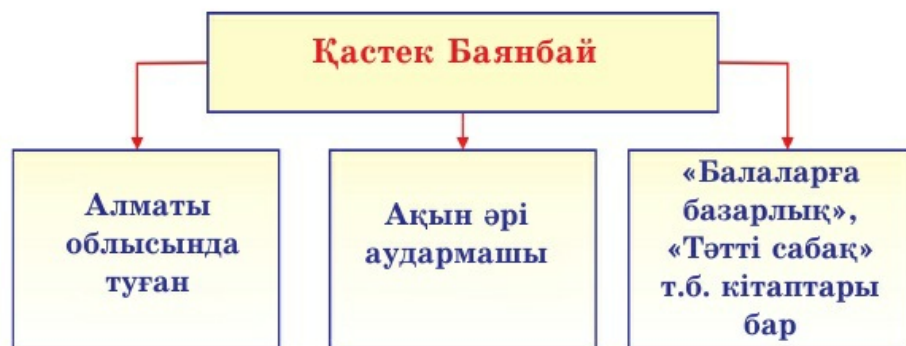 Қастек Баянбай
Алматы
облысында
туған
Ақын әрі
аудармашы
«Балаларға
базарлық»,
«Тәтті сабақ»
т.б. кітаптары
бар